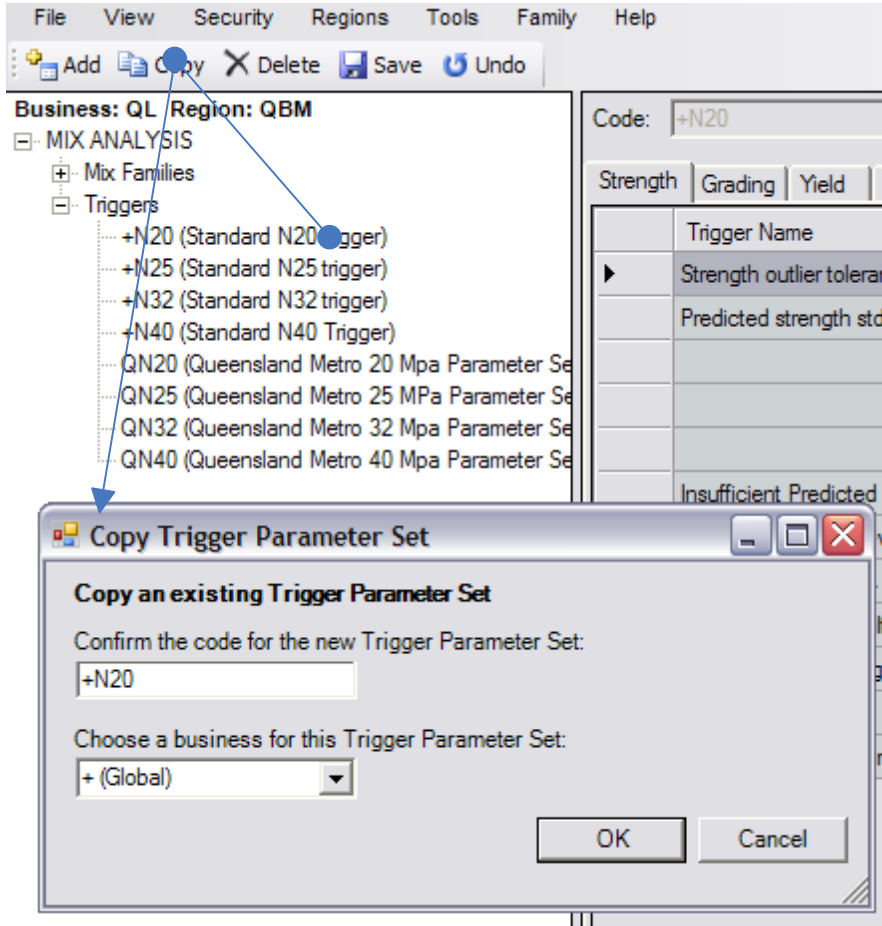 File View Security Regions Tools Family Help
Add Copy Delete Save Undo
Business: QL Region: QBM
MIX ANALYSIS
Mix Families
Triggers
+N20 (Standard N20 trigger)
+N25 (Standard N25 trigger)
+N32 (Standard N32 trigger)
+N40 (Standard N40 Trigger)
QN20 (Queensland Metro 20 Mpa Parameter Se
QN25 (Queensland Metro 25 MPa Parameter Se
QN32 (Queensland Metro 32 Mpa Parameter Se
QN40 (Queensland Metro 40 Mpa Parameter Se
Code: +N20
Strength Grading Yield
Trigger Name
Strength outlier toleran
Predicted strength std
Insufficient Predicted
Copy Trigger Parameter Set
Copy an existing Trigger Parameter Set
Confirm the code for the new Trigger Parameter Set:
+N20
Choose a business for this Trigger Parameter Set:
+ (Global)
OK Cancel